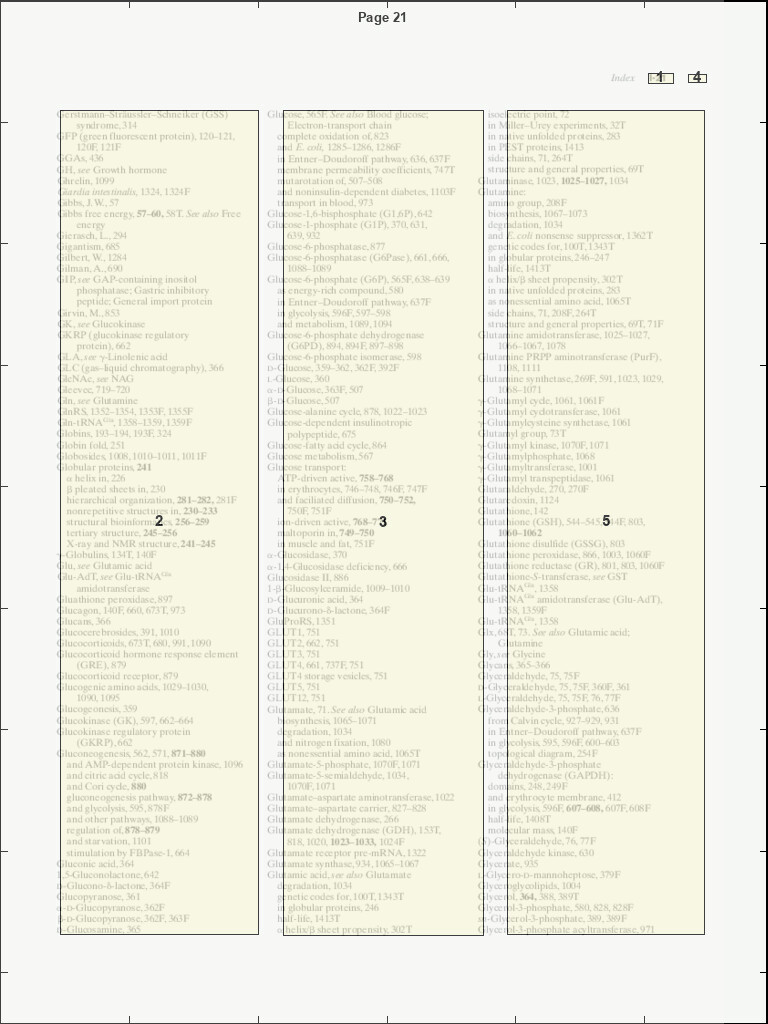 Page 21
Index
1
4
Gerstmann–Sträussler–Schneiker (GSS)
syndrome, 314
GFP (green fluorescent protein), 120–121,
120F, 121F
GGAs, 436
GH, see Growth hormone
Ghrelin, 1099
Giardia intestinalis, 1324, 1324F
Gibbs, J.W., 57
Gibbs free energy, 57–60, 58T. See also Free
energy
Gierasch, L., 294
Gigantism, 685
Gilbert, W., 1284
Gilman, A., 690
GIP, see GAP-containing inositol
phosphatase; Gastric inhibitory
peptide; General import protein
Girvin, M., 853
GK, see Glucokinase
GKRP (glucokinase regulatory
protein), 662
GLA, see γ-Linolenic acid
GLC (gas–liquid chromatography), 366
GlcNAc, see NAG
Gleevec, 719–720
Gln, see Glutamine
GlnRS, 1352–1354, 1353F, 1355F
Gln-tRNAGln, 1358–1359, 1359F
Globins, 193–194, 193F, 324
Globin fold, 251
Globosides, 1008, 1010–1011, 1011F
Globular proteins, 241
α helix in, 226
β pleated sheets in, 230
hierarchical organization, 281–282, 281F
nonrepetitive structures in, 230–233
structural bioinformatics, 256–259
2
tertiary structure, 245–256
X-ray and NMR structure, 241–245
γ-Globulins, 134T, 140F
Glu, see Glutamic acid
Glu-AdT, see Glu-tRNAGln
amidotransferase
Gluathione peroxidase, 897
Glucagon, 140F, 660, 673T, 973
Glucans, 366
Glucocerebrosides, 391, 1010
Glucocorticoids, 673T, 680, 991, 1090
Glucocorticoid hormone response element
(GRE), 879
Glucocorticoid receptor, 879
Glucogenic amino acids, 1029–1030,
1090, 1095
Glucogenesis, 359
Glucokinase (GK), 597, 662–664
Glucokinase regulatory protein
(GKRP), 662
Gluconeogenesis, 562, 571, 871–880
and AMP-dependent protein kinase, 1096
and citric acid cycle, 818
and Cori cycle, 880
gluconeogenesis pathway, 872–878
and glycolysis, 595, 878F
and other pathways, 1088–1089
regulation of, 878–879
and starvation, 1101
stimulation by FBPase-1, 664
Gluconic acid, 364
1,5-Gluconolactone, 642
D-Glucono-δ-lactone, 364F
Glucopyranose, 361
α-D-Glucopyranose, 362F
β-D-Glucopyranose, 362F, 363F
D-Glucosamine, 365
Glucose, 565F. See also Blood glucose;
Electron-transport chain
complete oxidation of, 823
and E. coli, 1285–1286, 1286F
in Entner–Doudoroff pathway, 636, 637F
membrane permeability coefficients, 747T
mutarotation of, 507–508
and noninsulin-dependent diabetes, 1103F
transport in blood, 973
Glucose-1,6-bisphosphate (G1,6P), 642
Glucose-1-phosphate (G1P), 370, 631,
639, 932
Glucose-6-phosphatase, 877
Glucose-6-phosphatase (G6Pase), 661, 666,
1088–1089
Glucose-6-phosphate (G6P), 565F, 638–639
as energy-rich compound, 580
in Entner–Doudoroff pathway, 637F
in glycolysis, 596F, 597–598
and metabolism, 1089, 1094
Glucose-6-phosphate dehydrogenase
(G6PD), 894, 894F, 897–898
Glucose-6-phosphate isomerase, 598
D-Glucose, 359–362, 362F, 392F
L-Glucose, 360
α-D-Glucose, 363F, 507
β-D-Glucose, 507
Glucose-alanine cycle, 878, 1022–1023
Glucose-dependent insulinotropic
polypeptide, 675
Glucose-fatty acid cycle, 864
Glucose metabolism, 567
Glucose transport:
ATP-driven active, 758–768
in erythrocytes, 746–748, 746F, 747F
and faciliated diffusion, 750–752,
750F, 751F
ion-driven active, 768–
3
maltoporin in, 749–750
in muscle and fat, 751F
α-Glucosidase, 370
α-1,4-Glucosidase deficiency, 666
Glucosidase II, 886
1-β-Glucosylceramide, 1009–1010
D-Glucuronic acid, 364
D-Glucurono-δ-lactone, 364F
GluProRS, 1351
GLUT1, 751
GLUT2, 662, 751
GLUT3, 751
GLUT4, 661, 737F, 751
GLUT4 storage vesicles, 751
GLUT5, 751
GLUT12, 751
Glutamate, 71. See also Glutamic acid
biosynthesis, 1065–1071
degradation, 1034
and nitrogen fixation, 1080
as nonessential amino acid, 1065T
Glutamate-5-phosphate, 1070F, 1071
Glutamate-5-semialdehyde, 1034,
1070F, 1071
Glutamate–aspartate aminotransferase, 1022
Glutamate–aspartate carrier, 827–828
Glutamate dehydrogenase, 266
Glutamate dehydrogenase (GDH), 153T,
818, 1020, 1023–1033, 1024F
Glutamate receptor pre-mRNA, 1322
Glutamate synthase, 934, 1065–1067
Glutamic acid, see also Glutamate
degradation, 1034
genetic codes for, 100T, 1343T
in globular proteins, 246
half-life, 1413T
α helix/β sheet propensity, 302T
isoelectric point, 72
in Miller–Urey experiments, 32T
in native unfolded proteins, 283
in PEST proteins, 1413
side chains, 71, 264T
structure and general properties, 69T
Glutaminase, 1023, 1025–1027, 1034
Glutamine:
amino group, 208F
biosynthesis, 1067–1073
degradation, 1034
and E. coli nonsense suppressor, 1362T
genetic codes for, 100T, 1343T
in globular proteins, 246–247
half-life, 1413T
α helix/β sheet propensity, 302T
in native unfolded proteins, 283
as nonessential amino acid, 1065T
side chains, 71, 208F, 264T
structure and general properties, 69T, 71F
Glutamine amidotransferase, 1025–1027,
1066–1067, 1078
Glutamine PRPP aminotransferase (PurF),
1108, 1111
Glutamine synthetase, 269F, 591, 1023, 1029,
1068–1071
γ-Glutamyl cycle, 1061, 1061F
γ-Glutamyl cyclotransferase, 1061
γ-Glutamylcysteine synthetase, 1061
Glutamyl group, 73T
γ-Glutamyl kinase, 1070F, 1071
γ-Glutamylphosphate, 1068
γ-Glutamyltransferase, 1001
γ-Glutamyl transpeptidase, 1061
Glutaraldehyde, 270, 270F
Glutaredoxin, 1124
Glutathione, 142
Glutathione (GSH), 544–545, 803,
5
1060–1062
Glutathione disulfide (GSSG), 803
Glutathione peroxidase, 866, 1003, 1060F
Glutathione reductase (GR), 801, 803, 1060F
Glutathione-S-transferase, see GST
Glu-tRNAGln, 1358
Glu-tRNAGln amidotransferase (Glu-AdT),
1358, 1359F
Glu-tRNAGlu, 1358
Glx, 68T, 73. See also Glutamic acid;
Glutamine
Gly, see Glycine
Glycans, 365–366
Glyceraldehyde, 75, 75F
D-Glyceraldehyde, 75, 75F, 360F, 361
L-Glyceraldehyde, 75, 75F, 76, 77F
Glyceraldehyde-3-phosphate, 636
from Calvin cycle, 927–929, 931
in Entner–Doudoroff pathway, 637F
in glycolysis, 595, 596F, 600–603
topological diagram, 254F
Glyceraldehyde-3-phosphate
dehydrogenase (GAPDH):
domains, 248, 249F
and erythrocyte membrane, 412
in glycolysis, 596F, 607–608, 607F, 608F
half-life, 1408T
molecular mass, 140F
(S)-Glyceraldehyde, 76, 77F
Glyceraldehyde kinase, 630
Glycerate, 935
L-Glycero-D-mannoheptose, 379F
Glyceroglycolipids, 1004
Glycerol, 364, 388, 389T
Glycerol-3-phosphate, 580, 828, 828F
sn-Glycerol-3-phosphate, 389, 389F
Glycerol-3-phosphate acyltransferase, 971